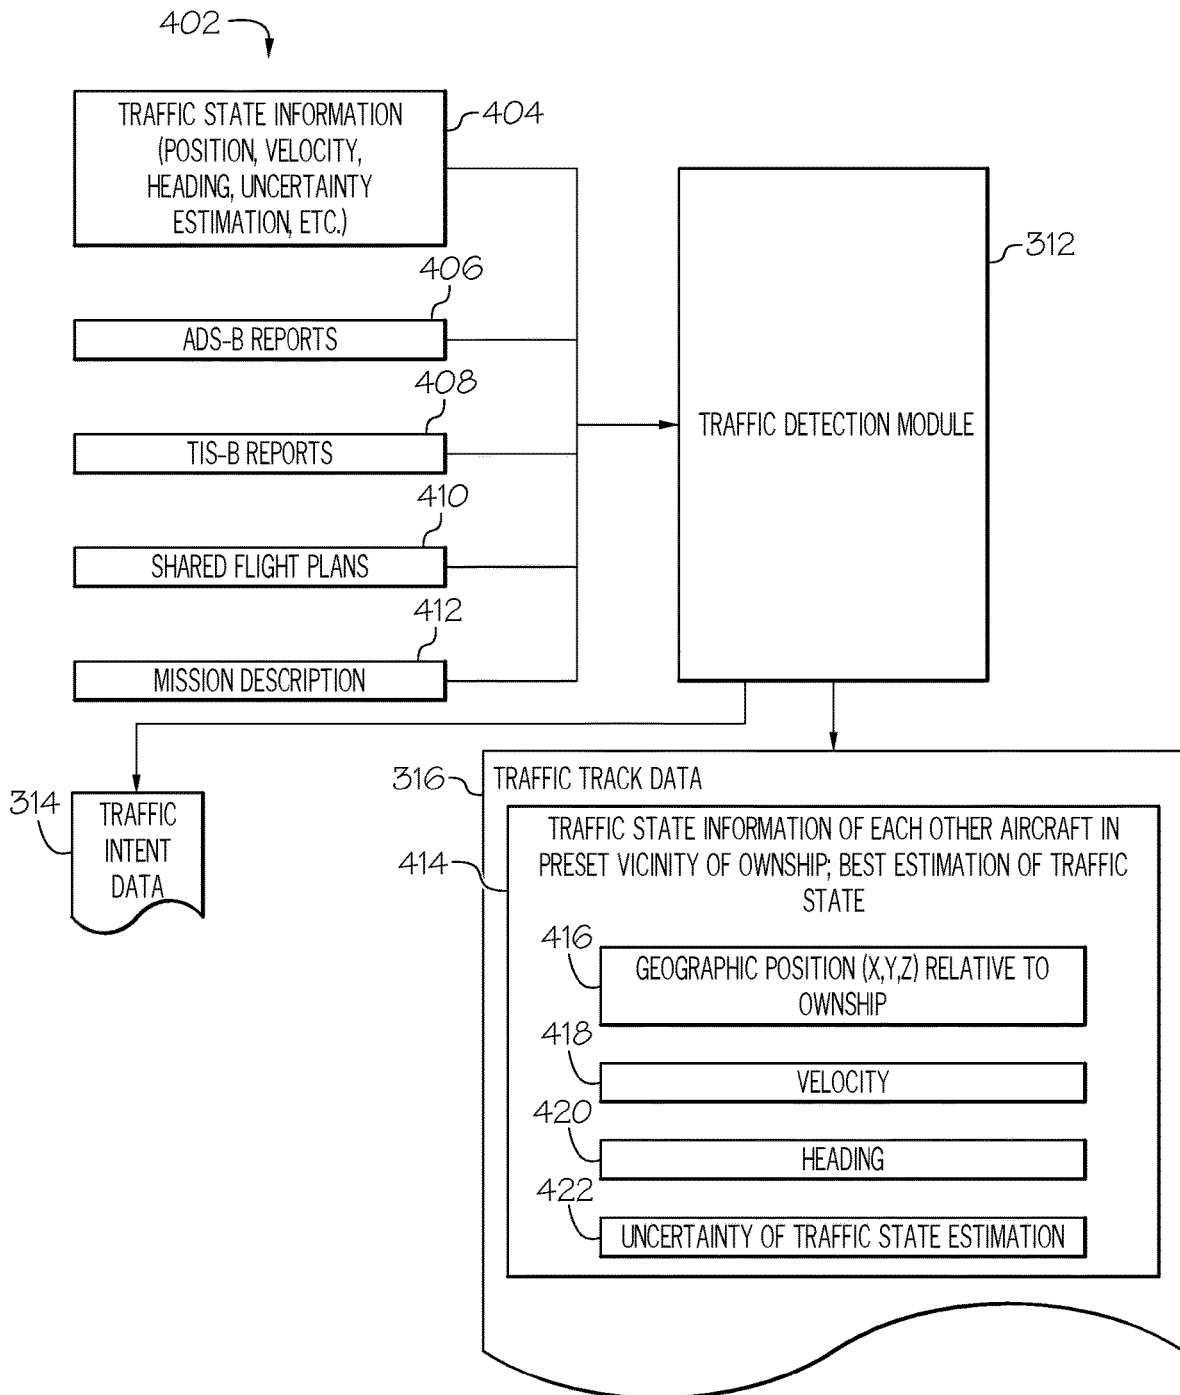 402
TRAFFIC STATE INFORMATION
(POSITION, VELOCITY,
HEADING, UNCERTAINTY
ESTIMATION, ETC.)
404
312
406
ADS-B REPORTS
408
TIS-B REPORTS
TRAFFIC DETECTION MODULE
410
SHARED FLIGHT PLANS
412
MISSION DESCRIPTION
314
TRAFFIC
INTENT
DATA
316
TRAFFIC TRACK DATA
414
TRAFFIC STATE INFORMATION OF EACH OTHER AIRCRAFT IN
PRESET VICINITY OF OWNSHIP; BEST ESTIMATION OF TRAFFIC
STATE
416
GEOGRAPHIC POSITION (X,Y,Z) RELATIVE TO
OWNSHIP
418
VELOCITY
420
HEADING
422
UNCERTAINTY OF TRAFFIC STATE ESTIMATION